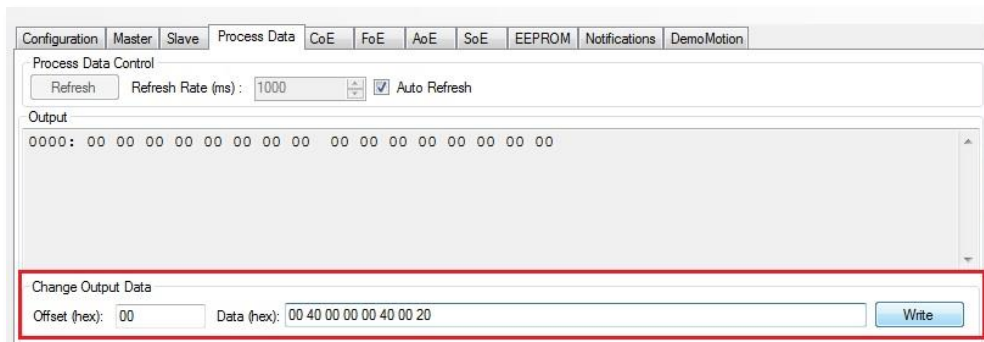 Configuration Master Slave Process Data CoE FoE AoE SoE EEPROM Notifications DemoMotion
Process Data Control
Refresh Refresh Rate (ms) : 1000 Auto Refresh
Output
0000: 00 00 00 00 00 00 00 00 00 00 00 00 00 00 00 00
Change Output Data
Offset (hex): 00 Data (hex): 00 40 00 00 00 40 00 20 Write